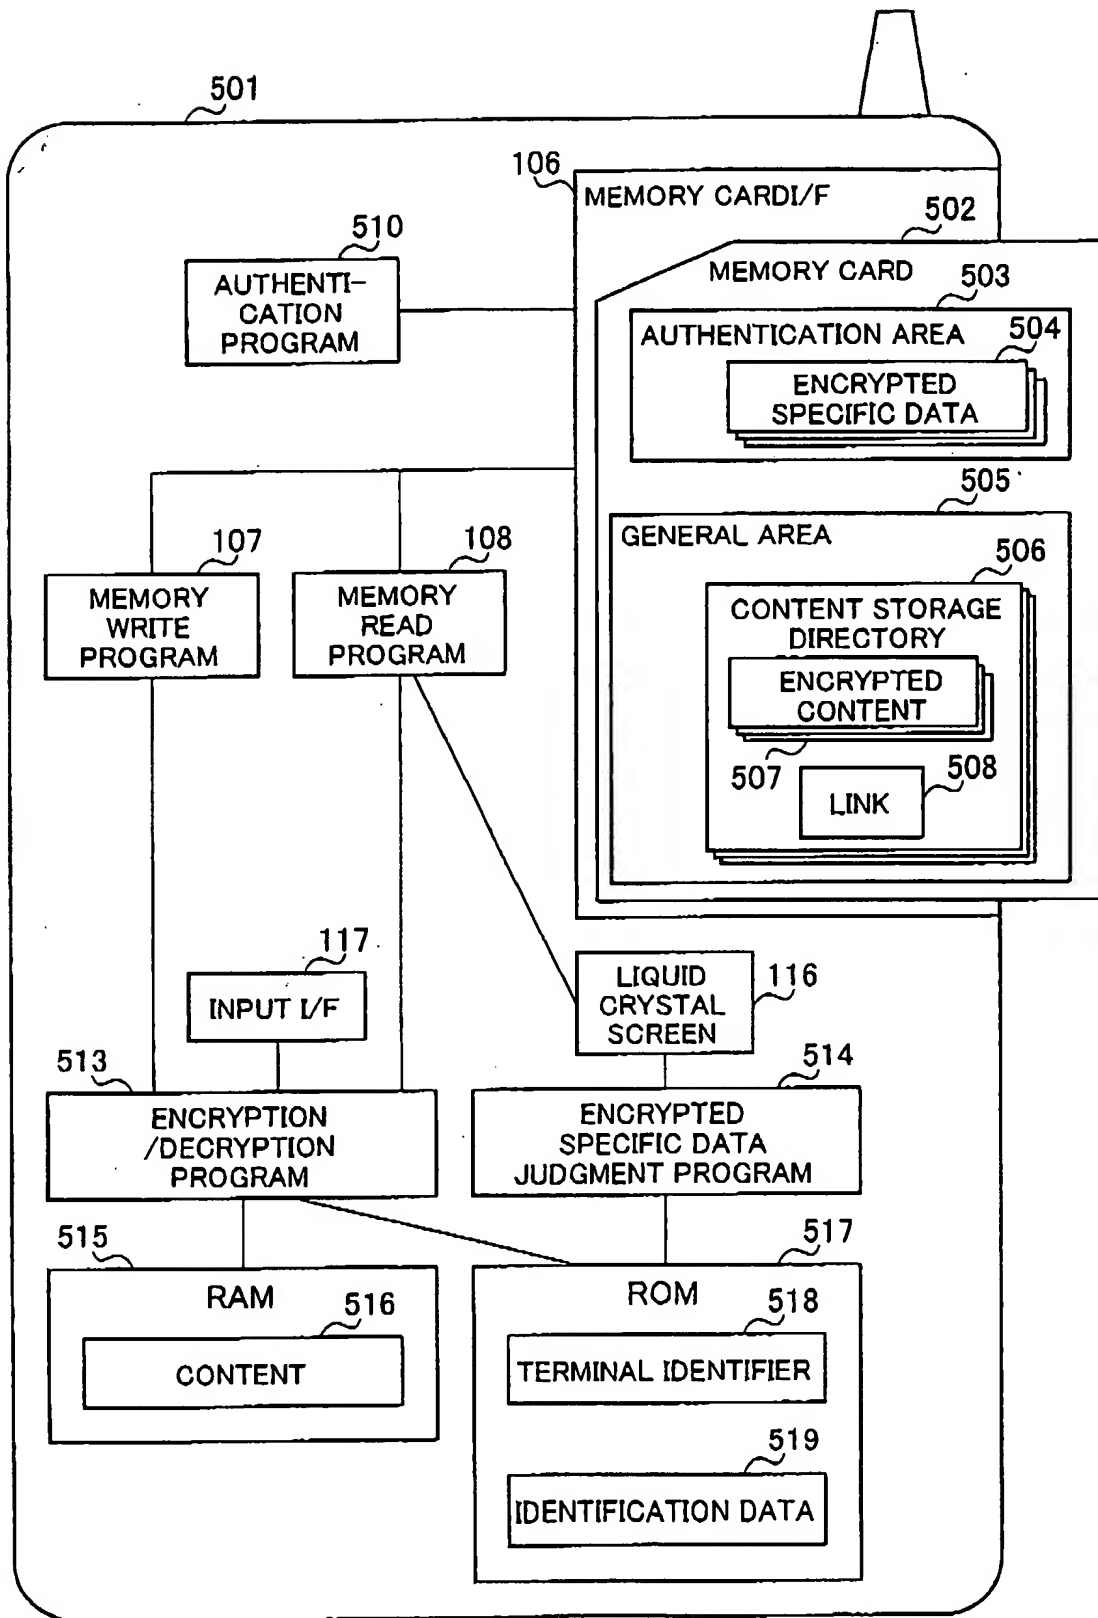 501
106
MEMORY CARDI/F
502
MEMORY CARD
503
AUTHENTICATION AREA
504
ENCRYPTED
SPECIFIC DATA
510
AUTHENTI-
CATION
PROGRAM
505
GENERAL AREA
506
CONTENT STORAGE
DIRECTORY
ENCRYPTED
CONTENT
507
508
LINK
107
MEMORY
WRITE
PROGRAM
108
MEMORY
READ
PROGRAM
117
INPUT I/F
LIQUID
CRYSTAL
SCREEN
116
513
ENCRYPTION
/DECRYPTION
PROGRAM
514
ENCRYPTED
SPECIFIC DATA
JUDGMENT PROGRAM
515
RAM
516
CONTENT
517
ROM
518
TERMINAL IDENTIFIER
519
IDENTIFICATION DATA